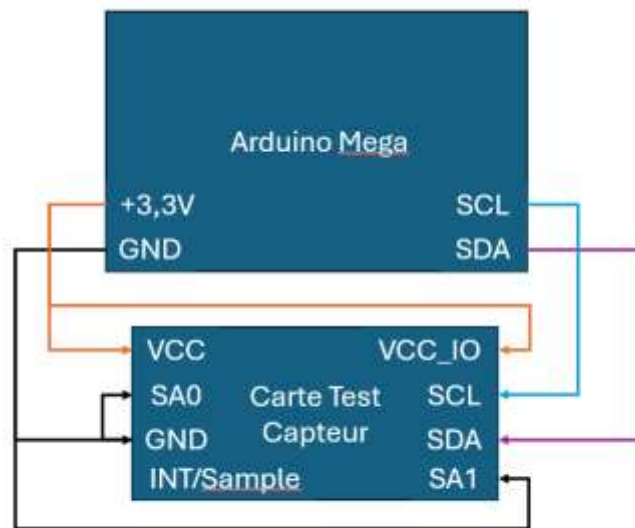 Arduino Mega
+3,3V SCL
GND SDA
VCC VCC_IO
SA0 Carte Test SCL
GND Capteur SDA
INT/Sample SA1